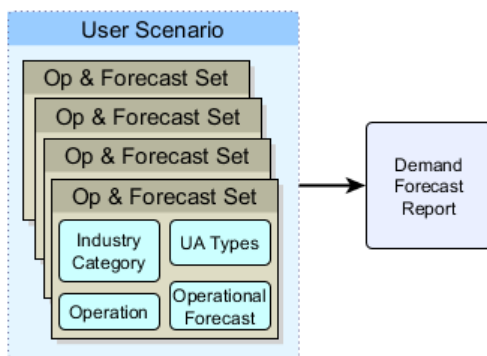 User Scenario
Op & Forecast Set
Op & Forecast Set
Op & Forecast Set
Op & Forecast Set
Industry
Category
UA Types
Operation
Operational
Forecast
Demand
Forecast
Report